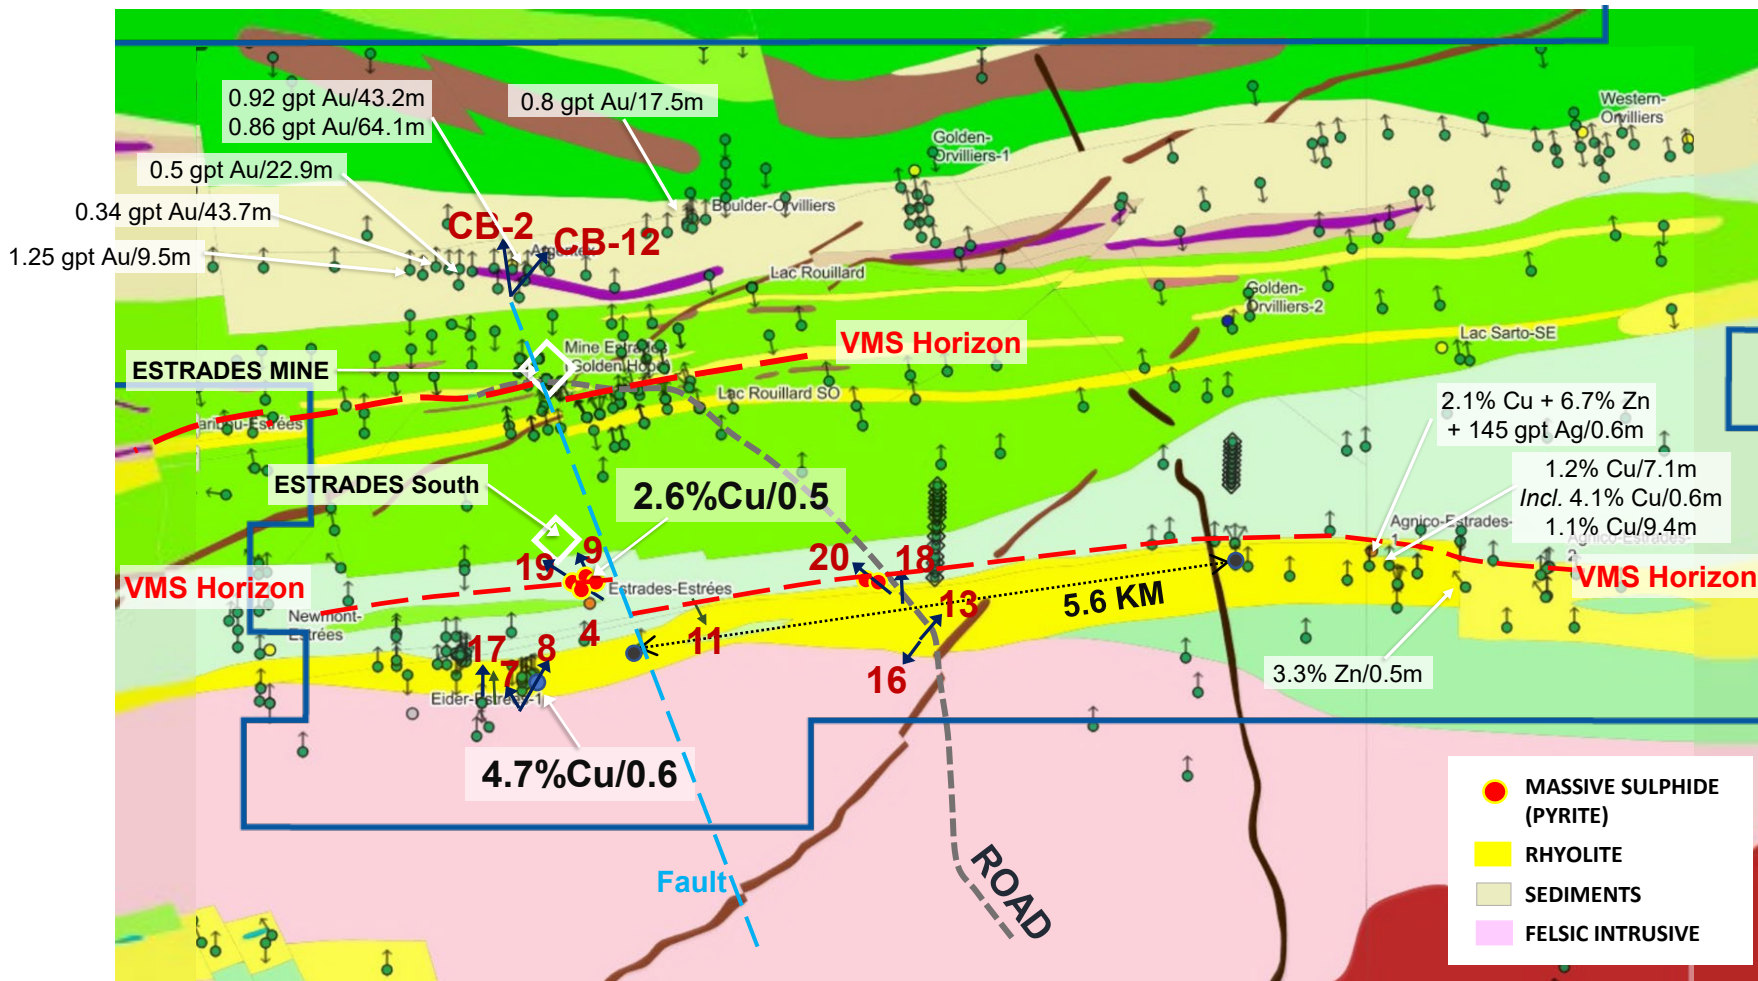 0.92 gpt Au/43.2m
0.86 gpt Au/64.1m
0.8 gpt Au/17.5m
Western-
Orvilliers
Golden-
Orvilliers-1
0.5 gpt Au/22.9m
0.34 gpt Au/43.7m
Boulder-Orvilliers
CB-2
CB-12
1.25 gpt Au/9.5m
Lac Rouillard
Golden-
Orvilliers-2
Lac Sarto-SE
VMS Horizon
Mine Estrades
Golden Hope
ESTRADES MINE
Lac Rouillard SO
2.1% Cu + 6.7% Zn
+ 145 gpt Ag/0.6m
ESTRADES South
2.6%Cu/0.5
1.2% Cu/7.1m
Incl. 4.1% Cu/0.6m
1.1% Cu/9.4m
Agnico-Estrades-
1
Agnico-Estrades-
2
19
9
20
18
VMS Horizon
VMS Horizon
Estrades-Estrées
5.6 KM
13
Newmont-
Estrées
4
11
17
7
8
16
Eider-Estrées-1
3.3% Zn/0.5m
4.7%Cu/0.6
Fault
ROAD
MASSIVE SULPHIDE
(PYRITE)
RHYOLITE
SEDIMENTS
FELSIC INTRUSIVE